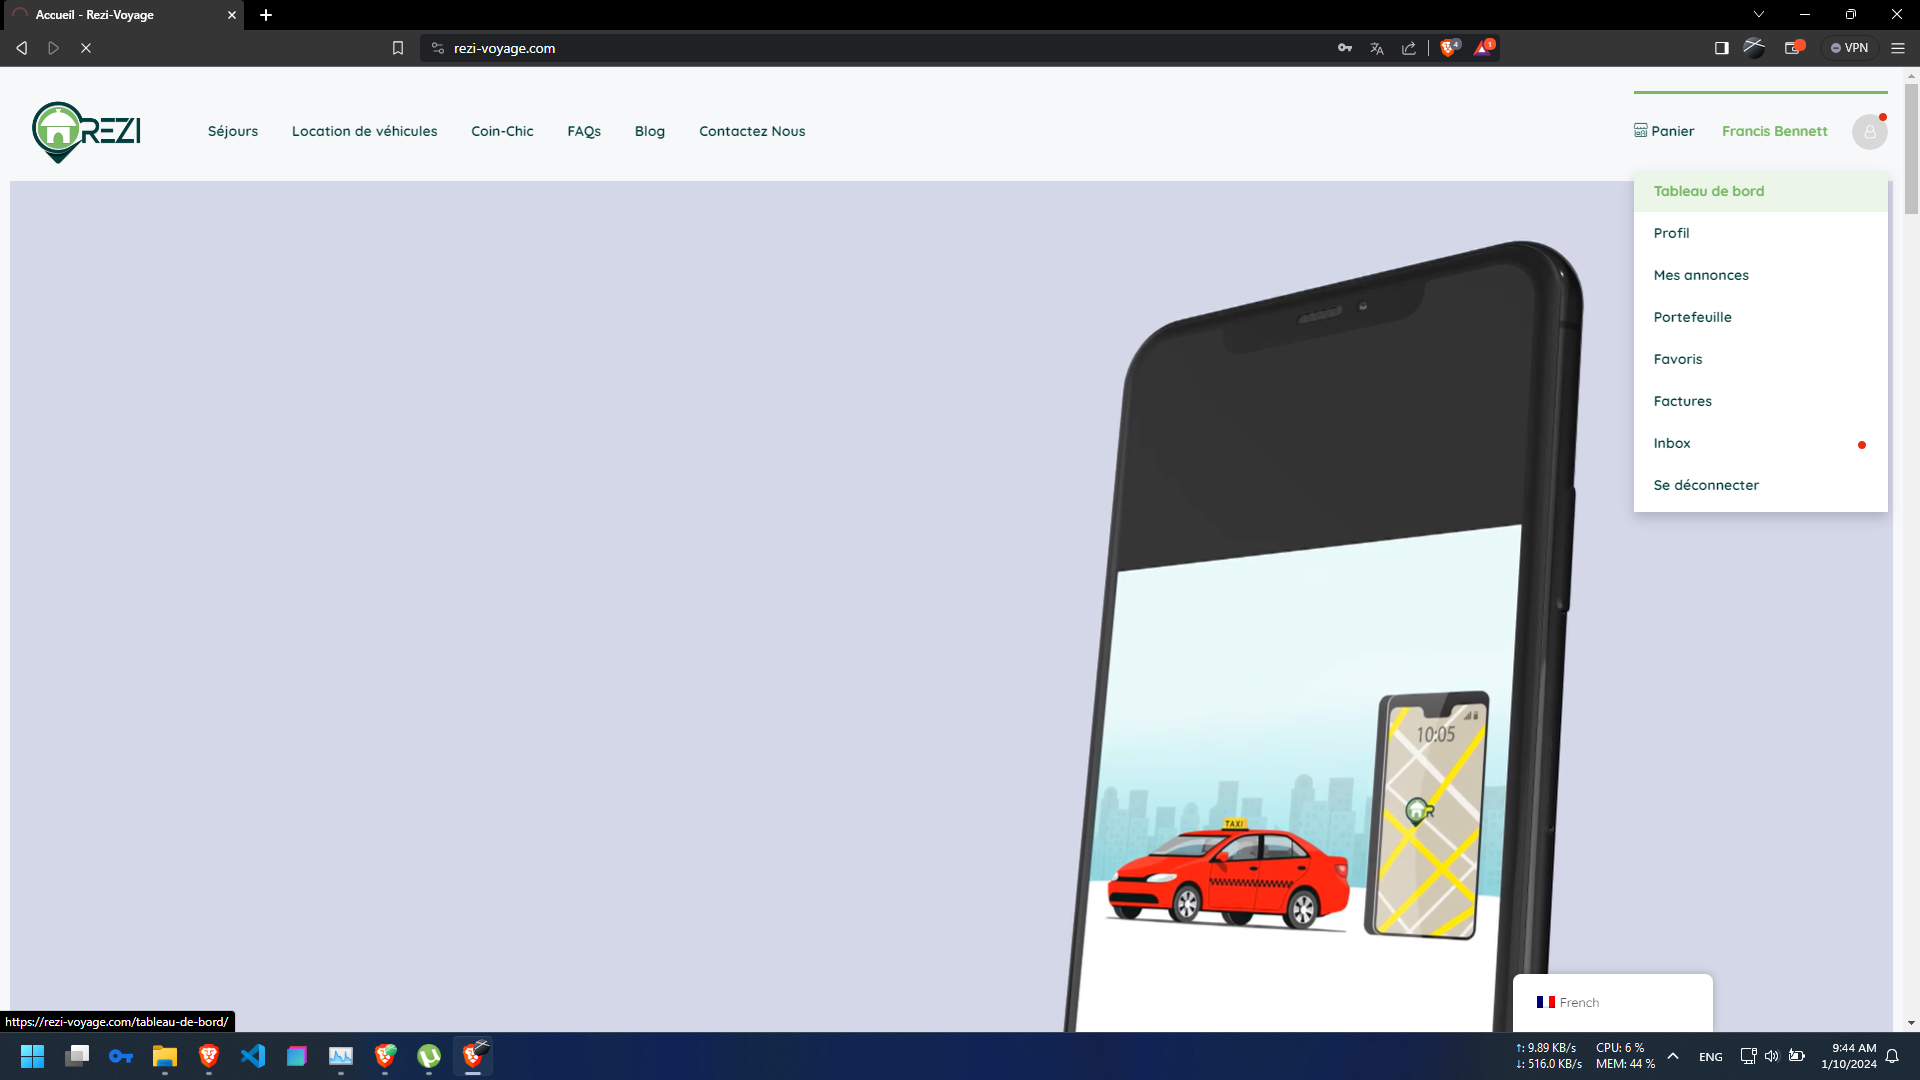 Accueil - Rezi-Voyage
rezi-voyage.com
4
1
VPN
REZI
Séjours
Location de véhicules
Coin-Chic
FAQs
Blog
Contactez Nous
Panier
Francis Bennett
Tableau de bord
Profil
Mes annonces
Portefeuille
Favoris
Factures
Inbox
Se déconnecter
10:05
R
TAXI
French
https://rezi-voyage.com/tableau-de-bord/
↑: 9.89 KB/s
↓: 516.0 KB/s
CPU: 6 %
MEM: 44 %
ENG
9:44 AM
1/10/2024